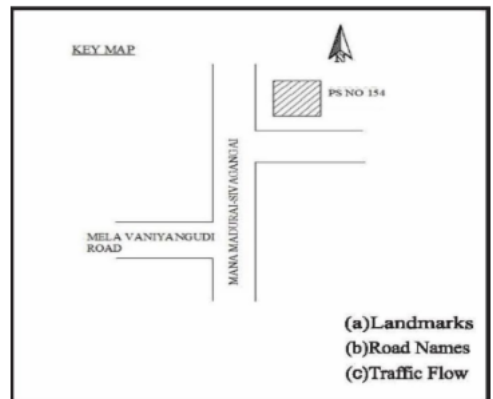 KEY MAP
N
PS NO 154
MANA MADURAI-SIVAGANGAI
MELA VANIYANGUDI
ROAD
(a)Landmarks
(b)Road Names
(c)Traffic Flow